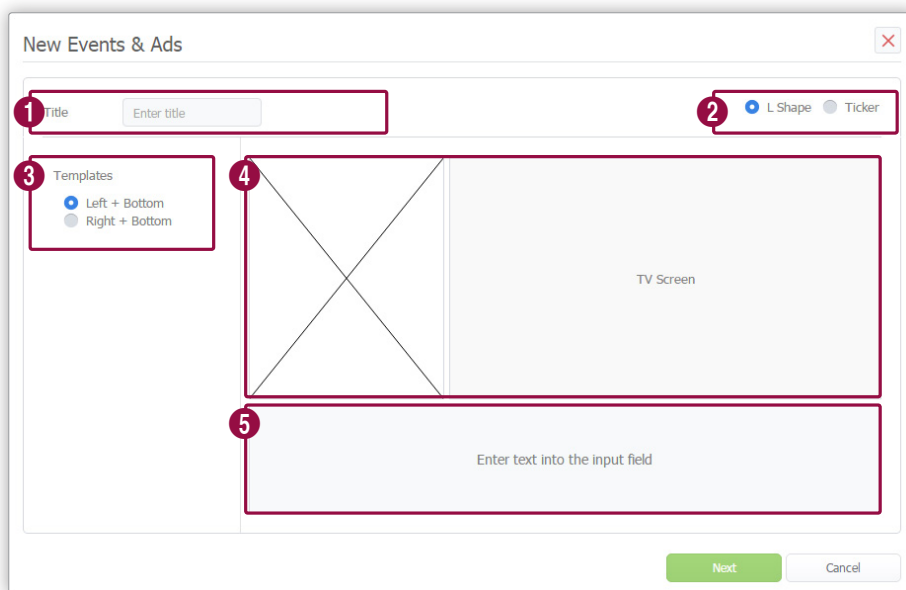 New Events & Ads
1 Title Enter title
2 L Shape Ticker
3 Templates
Left + Bottom
Right + Bottom
4
TV Screen
5
Enter text into the input field
Next Cancel